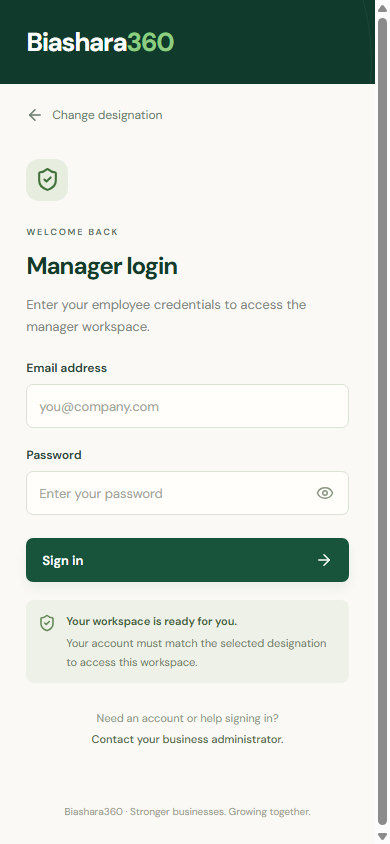 Biashara360
Change designation
WELCOME BACK
Manager login
Enter your employee credentials to access the
manager workspace.
Email address
you@company.com
Password
Enter your password
Sign in
Your workspace is ready for you.
Your account must match the selected designation
to access this workspace.
Need an account or help signing in?
Contact your business administrator.
Biashara360 · Stronger businesses. Growing together.